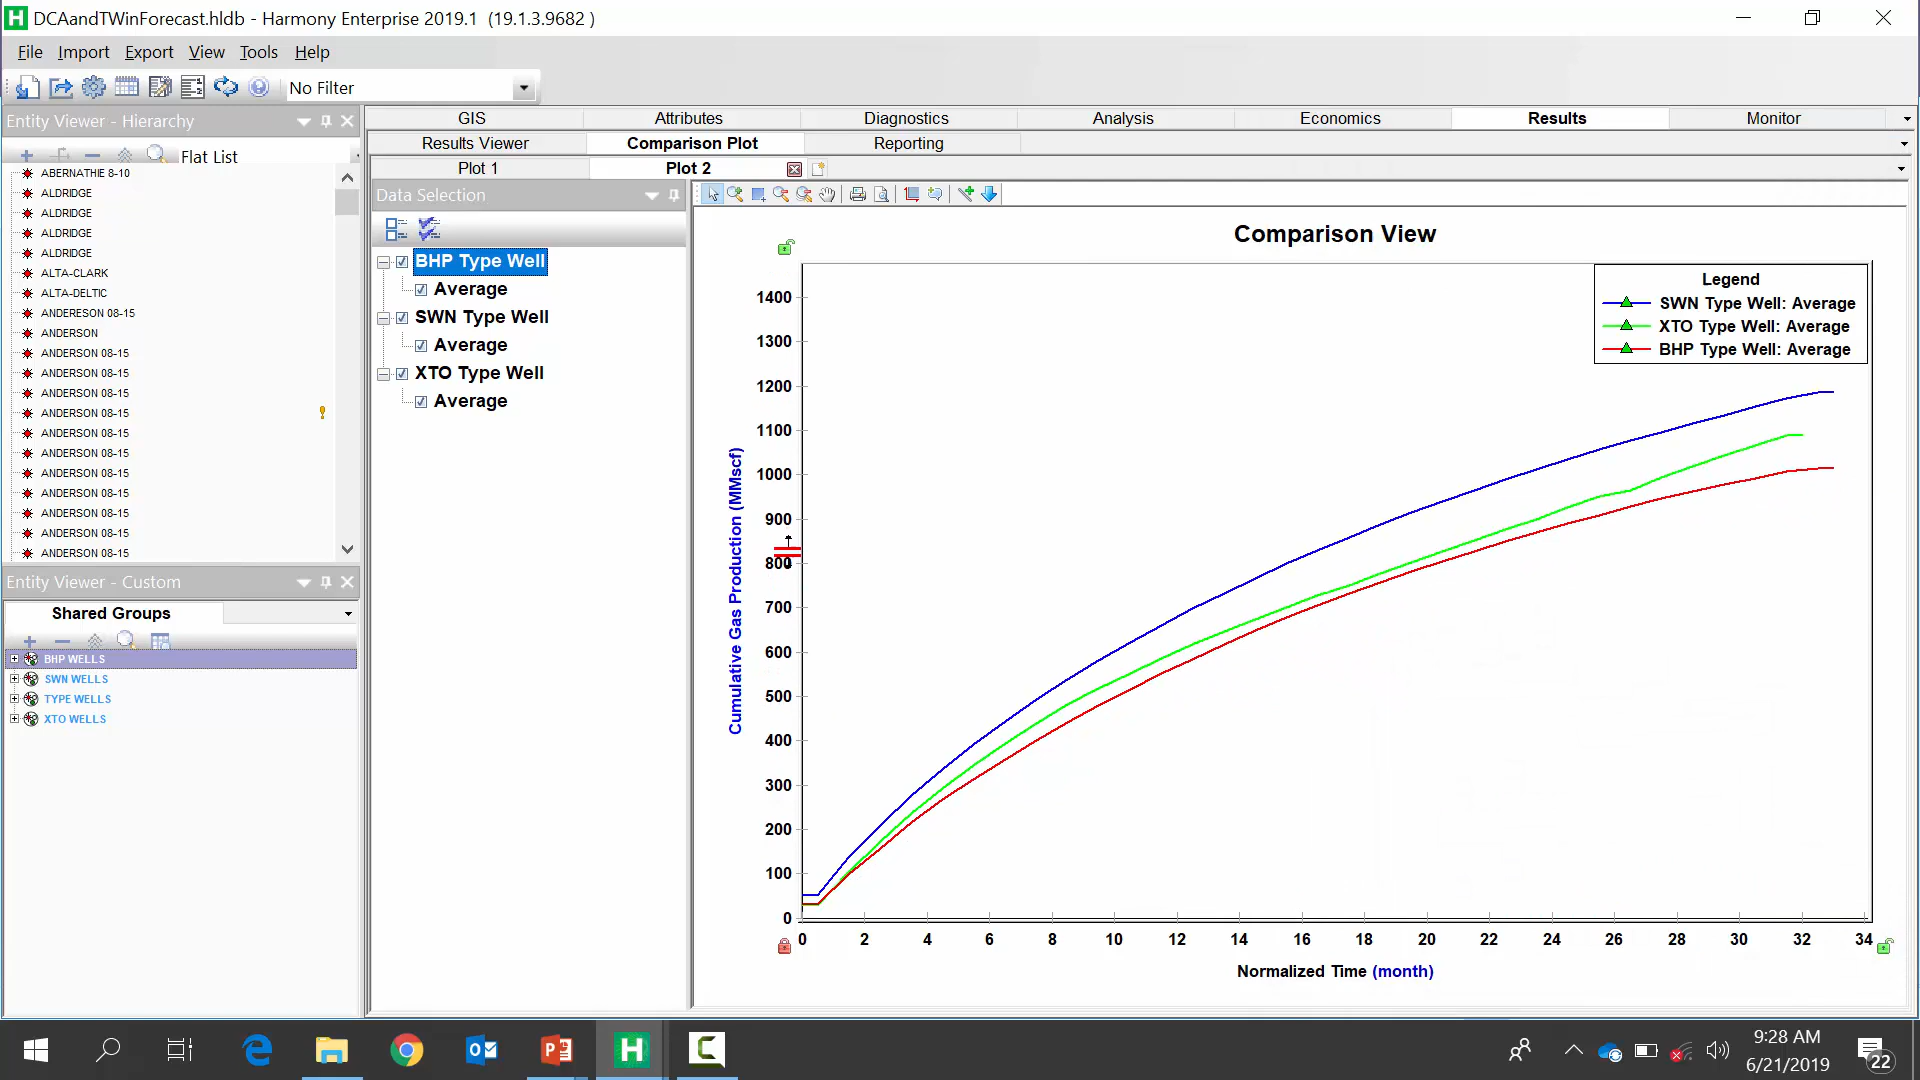 DCAandTWinForecast.hldb - Harmony Enterprise 2019.1 (19.1.3.9682 )
File Import Export View Tools Help
No Filter
Entity Viewer - Hierarchy
Flat List
ABERNATHIE 8-10
ALDRIDGE
ALDRIDGE
ALDRIDGE
ALDRIDGE
ALTA-CLARK
ALTA-DELTIC
ANDERESON 08-15
ANDERSON
ANDERSON 08-15
ANDERSON 08-15
ANDERSON 08-15
ANDERSON 08-15
ANDERSON 08-15
ANDERSON 08-15
ANDERSON 08-15
ANDERSON 08-15
ANDERSON 08-15
ANDERSON 08-15
ANDERSON 08-15
Entity Viewer - Custom
Shared Groups
BHP WELLS
SWN WELLS
TYPE WELLS
XTO WELLS
GIS Attributes Diagnostics Analysis Economics Results Monitor
Results Viewer Comparison Plot Reporting
Plot 1 Plot 2
Data Selection
BHP Type Well
Average
SWN Type Well
Average
XTO Type Well
Average
Comparison View
Legend
SWN Type Well: Average
XTO Type Well: Average
BHP Type Well: Average
Cumulative Gas Production (MMscf)
1400
1300
1200
1100
1000
900
800
700
600
500
400
300
200
100
0
0 2 4 6 8 10 12 14 16 18 20 22 24 26 28 30 32 34
Normalized Time (month)
9:28 AM
6/21/2019
22